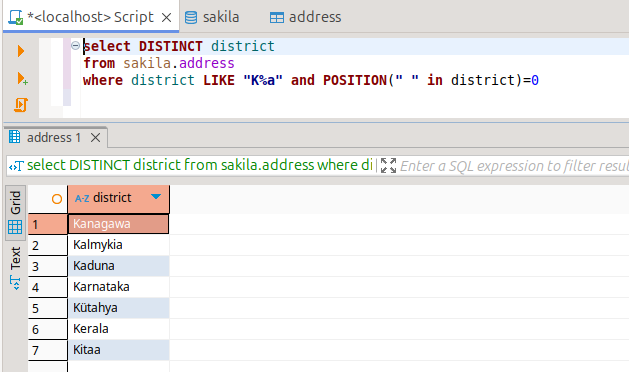 *<localhost> Script
sakila
address
select DISTINCT district
from sakila.address
where district LIKE "K%a" and POSITION(" " in district)=0
address 1
select DISTINCT district from sakila.address where di
Enter a SQL expression to filter resul
Grid
Text
A-Z district
1 Kanagawa
2 Kalmykia
3 Kaduna
4 Karnataka
5 Kütahya
6 Kerala
7 Kitaa